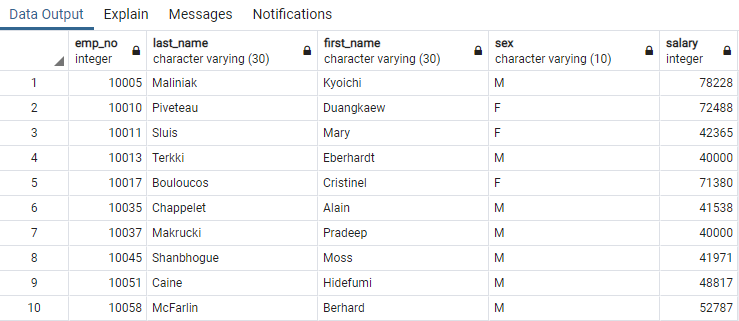 Data Output Explain Messages Notifications
emp_no last_name first_name sex salary
integer character varying (30) character varying (30) character varying (10) integer
1 10005 Maliniak Kyoichi M 78228
2 10010 Piveteau Duangkaew F 72488
3 10011 Sluis Mary F 42365
4 10013 Terkki Eberhardt M 40000
5 10017 Bouloucos Cristinel F 71380
6 10035 Chappelet Alain M 41538
7 10037 Makrucki Pradeep M 40000
8 10045 Shanbhogue Moss M 41971
9 10051 Caine Hidefumi M 48817
10 10058 McFarlin Berhard M 52787